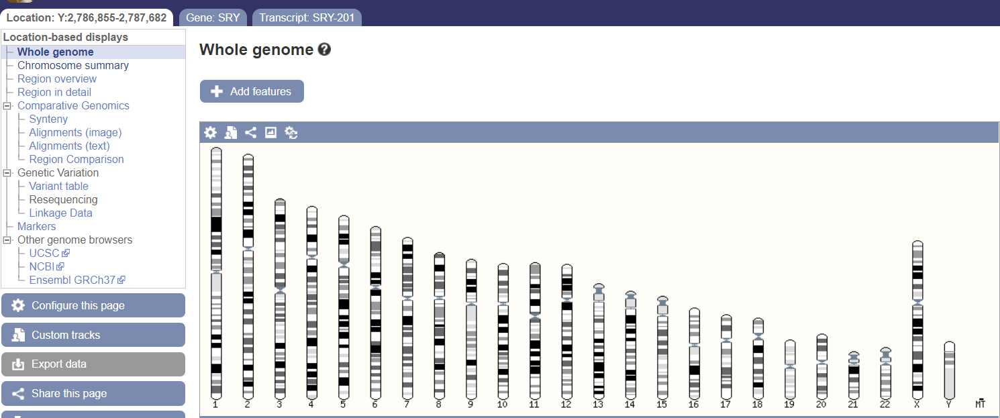 Location: Y:2,786,855-2,787,682 Gene: SRY Transcript: SRY-201
Location-based displays
Whole genome
Chromosome summary
Region overview
Region in detail
Comparative Genomics
Synteny
Alignments (image)
Alignments (text)
Region Comparison
Genetic Variation
Variant table
Resequencing
Linkage Data
Markers
Other genome browsers
UCSC
NCBI
Ensembl GRCh37
Configure this page
Custom tracks
Export data
Share this page
Whole genome
Add features
1 2 3 4 5 6 7 8 9 10 11 12 13 14 15 16 17 18 19 20 21 22 X Y MT